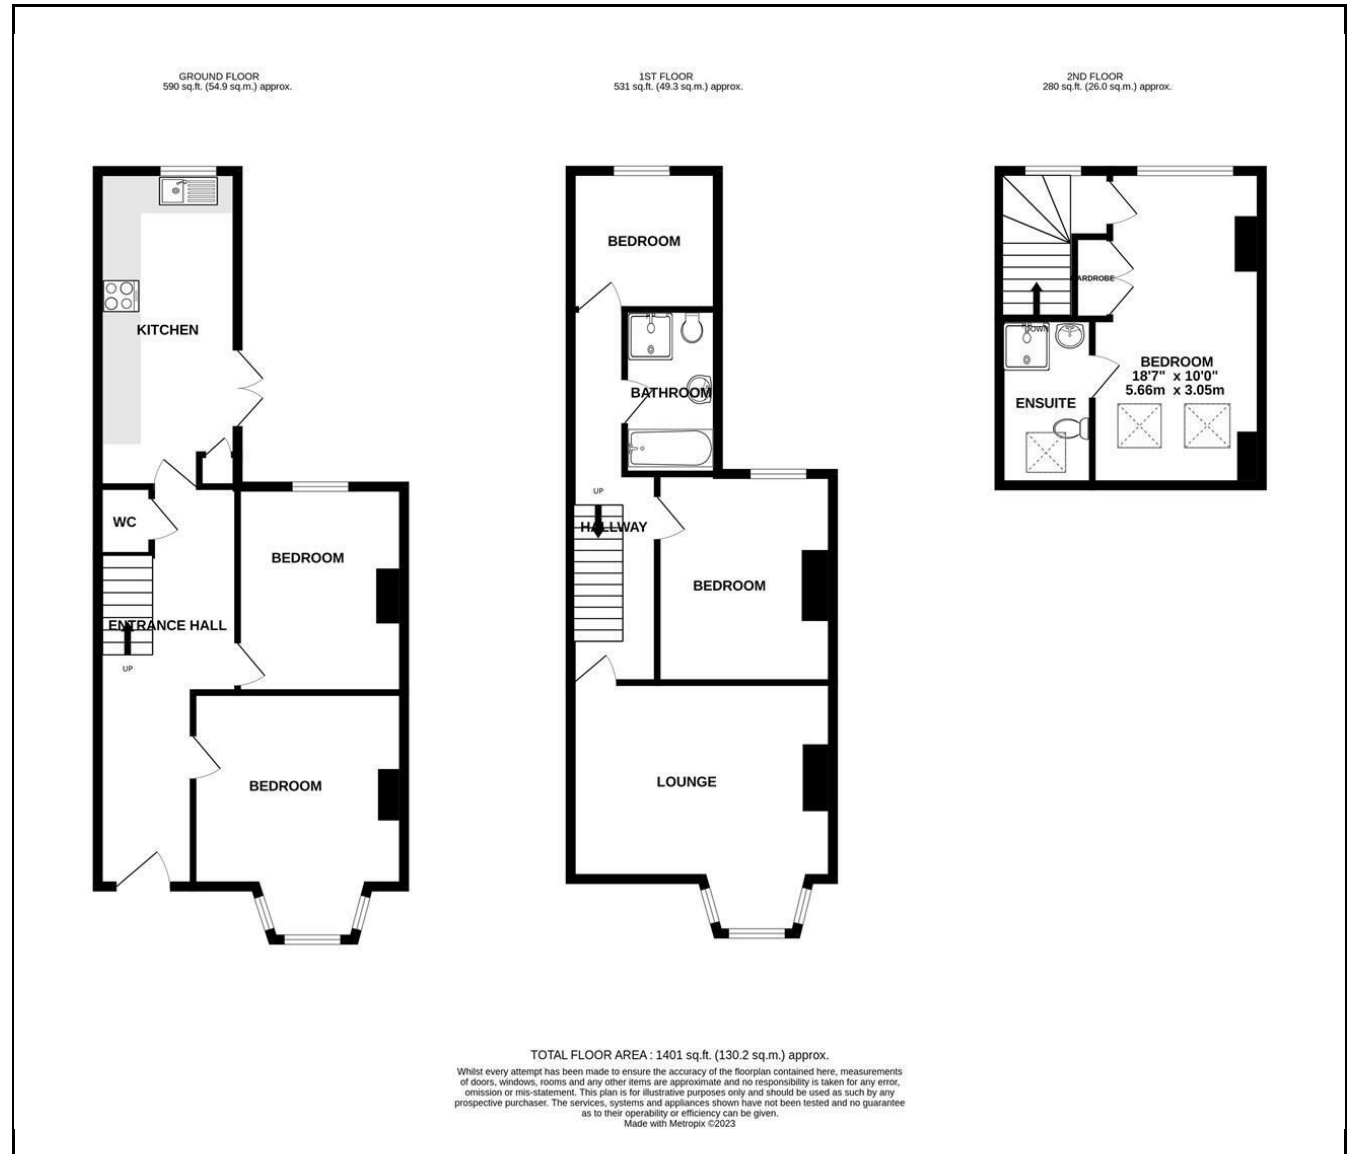 GROUND FLOOR
590 sq.ft. (54.9 sq.m.) approx.
KITCHEN
WC
BEDROOM
ENTRANCE HALL
UP
BEDROOM
1ST FLOOR
531 sq.ft. (49.3 sq.m.) approx.
BEDROOM
BATHROOM
UP
HALLWAY
BEDROOM
LOUNGE
2ND FLOOR
280 sq.ft. (26.0 sq.m.) approx.
WARDROBE
DOWN
BEDROOM
18'7" x 10'0"
5.66m x 3.05m
ENSUITE
TOTAL FLOOR AREA : 1401 sq.ft. (130.2 sq.m.) approx.
Whilst every attempt has been made to ensure the accuracy of the floorplan contained here, measurements
of doors, windows, rooms and any other items are approximate and no responsibility is taken for any error,
omission or mis-statement. This plan is for illustrative purposes only and should be used as such by any
prospective purchaser. The services, systems and appliances shown have not been tested and no guarantee
as to their operability or efficiency can be given.
Made with Metropix ©2023